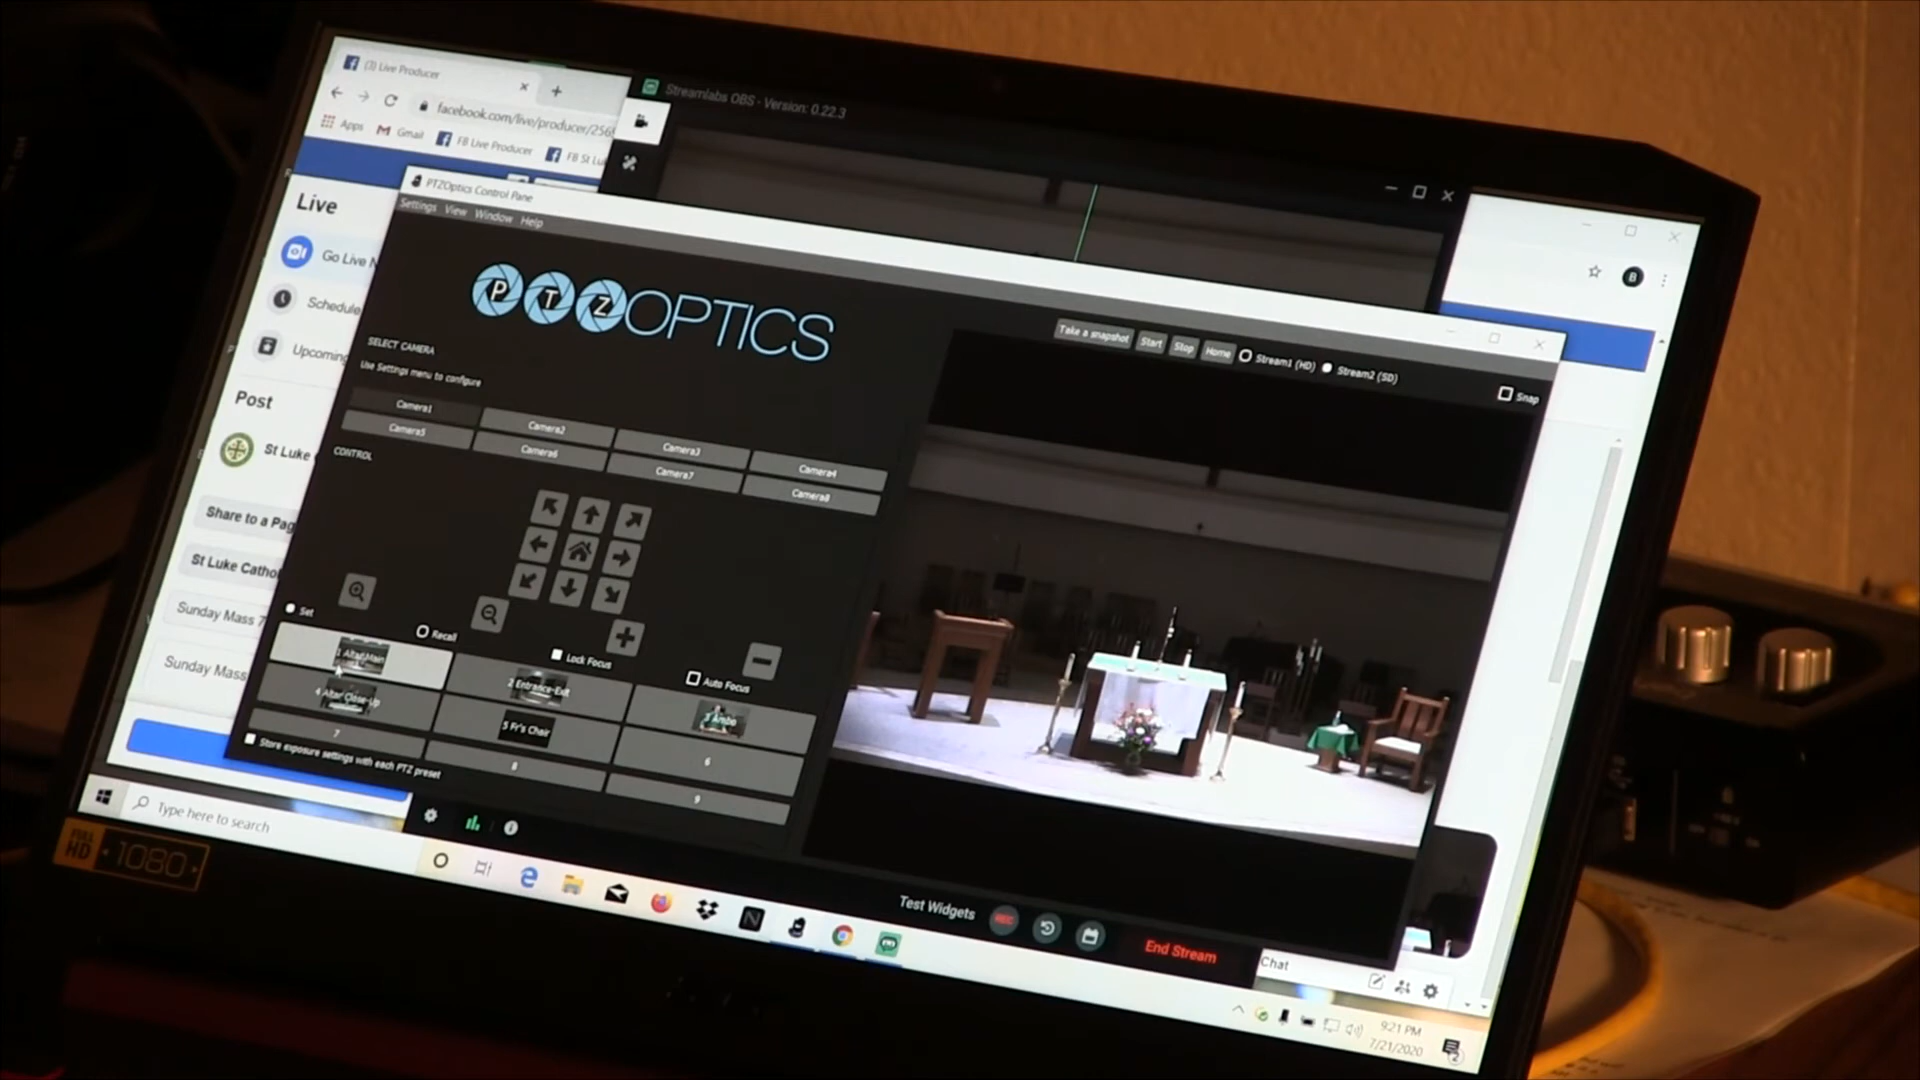 (3) Live Producer
Streamlabs OBS - Version: 0.22.3
facebook.com/live/producer/256
Apps
Gmail
FB Live Producer
FB St Lu
PTZOptics Control Pane
Settings View Window Help
Live
Go Live N
Schedule
Upcoming
Post
St Luke
Share to a Pag
St Luke Cathol
Sunday Mass 7
Sunday Mass
B
PTZOPTICS
Take a snapshot
Start
Stop
Home
Stream1 (HD)
Stream2 (SD)
Snap
SELECT CAMERA
Use Settings menu to configure
Camera1
Camera2
Camera3
Camera4
Camera5
Camera6
Camera7
Camera8
CONTROL
Set
Recall
Lock Focus
Auto Focus
1 Altar Main
2 Entrance-Exit
3 Ambo
4 Altar Close-Up
5 Fr's Chair
6
7
8
9
Store exposure settings with each PTZ preset
Type here to search
FULL HD 1080
Test Widgets
REC
End Stream
Chat
9:21 PM
7/21/2020
2